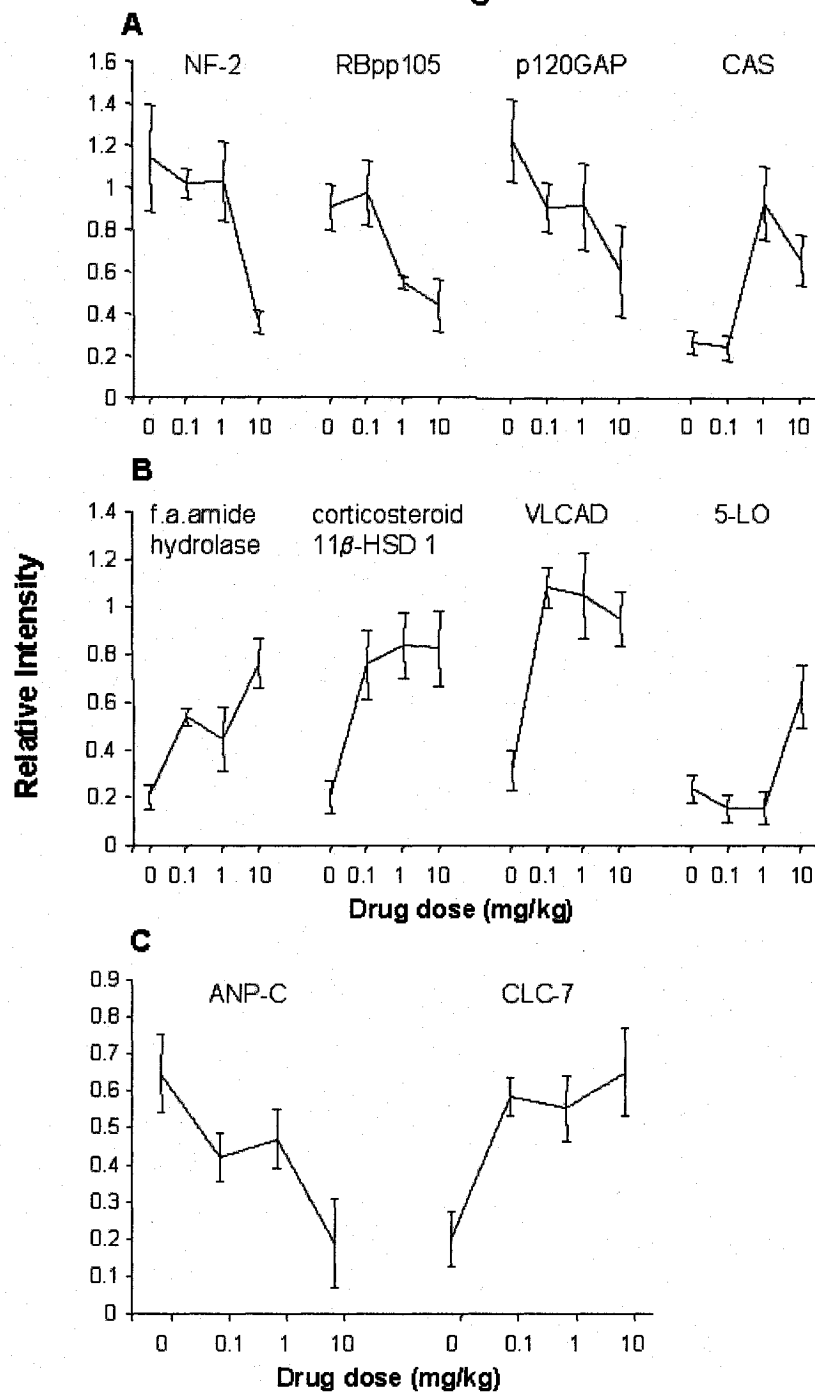 A
NF-2 RBpp105 p120GAP CAS
1.6
1.4
1.2
1
0.8
0.6
0.4
0.2
0
0 0.1 1 10 0 0.1 1 10 0 0.1 1 10 0 0.1 1 10
B
f.a.amide corticosteroid VLCAD 5-LO
hydrolase 11β-HSD 1
1.4
1.2
1
0.8
0.6
0.4
0.2
0
0 0.1 1 10 0 0.1 1 10 0 0.1 1 10 0 0.1 1 10
Drug dose (mg/kg)
Relative Intensity
C
ANP-C CLC-7
0.9
0.8
0.7
0.6
0.5
0.4
0.3
0.2
0.1
0
0 0.1 1 10 0 0.1 1 10
Drug dose (mg/kg)